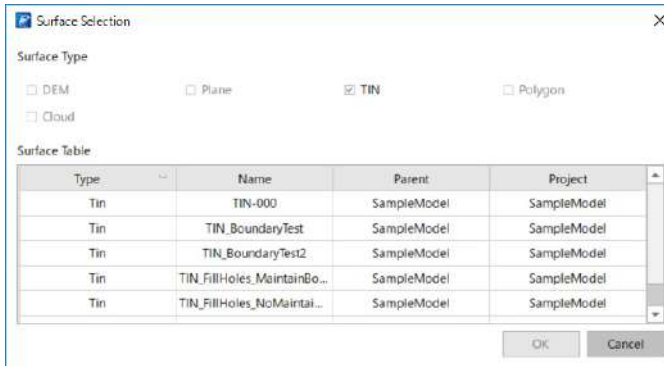 Surface Selection
Surface Type
DEM Plane TIN Polygon
Cloud
Surface Table
Type Name Parent Project
Tin TIN-000 SampleModel SampleModel
Tin TIN_BoundaryTest SampleModel SampleModel
Tin TIN_BoundaryTest2 SampleModel SampleModel
Tin TIN_FillHoles_MaintainBo... SampleModel SampleModel
Tin TIN_FillHoles_NoMaintai... SampleModel SampleModel
OK Cancel